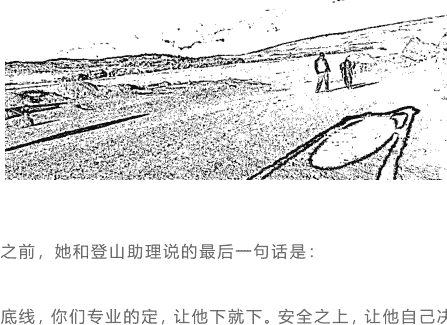 之前，她和登山助理说的最后一句话是：
底线，你们专业的定，让他下就下。安全之上，让他自己